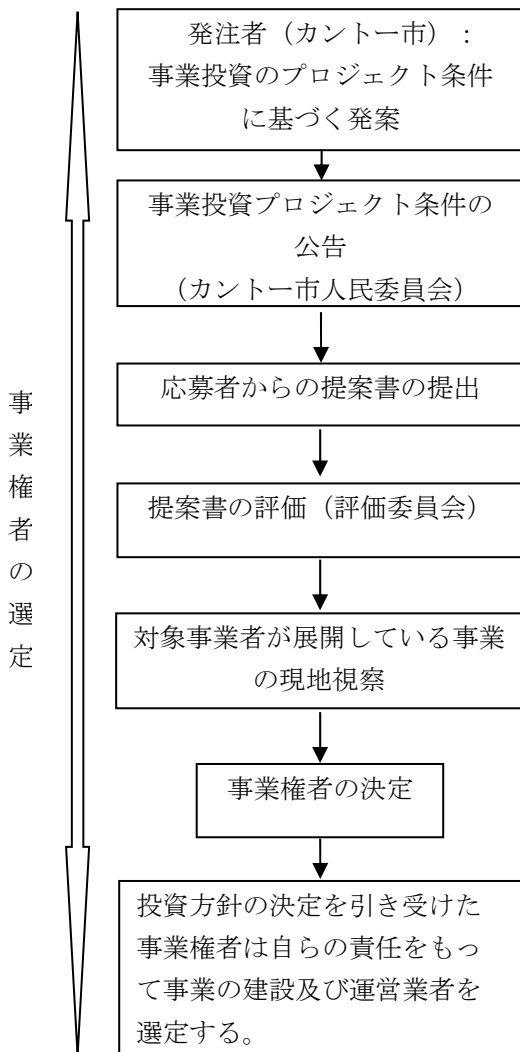 発注者（カントー市）：
事業投資のプロジェクト条件
に基づく発案
事業投資プロジェクト条件の
公告
（カントー市人民委員会）
応募者からの提案書の提出
提案書の評価（評価委員会）
対象事業者が展開している事業
の現地視察
事業権者の決定
投資方針の決定を引き受けた
事業権者は自らの責任をもっ
て事業の建設及び運営業者を
選定する。
事業権者の選定